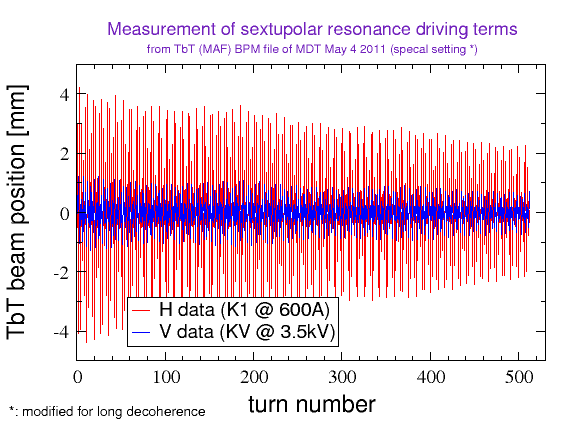 Measurement of sextupolar resonance driving terms
from TbT (MAF) BPM file of MDT May 4 2011 (specal setting *)
TbT beam position [mm]
4
2
0
-2
-4
H data (K1 @ 600A)
V data (KV @ 3.5kV)
0 100 200 300 400 500
turn number
*: modified for long decoherence